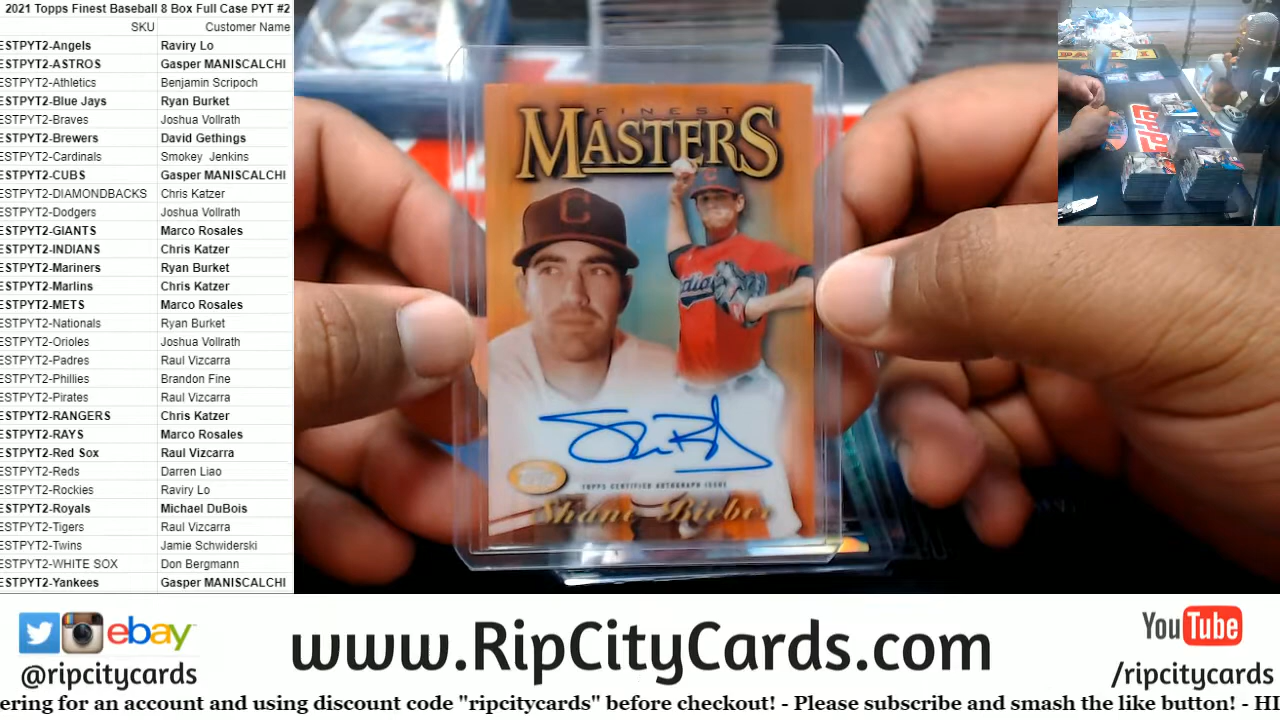 2021 Topps Finest Baseball 8 Box Full Case PYT #2
SKU Customer Name
ESTPYT2-Angels Raviry Lo
ESTPYT2-ASTROS Gasper MANISCALCHI
ESTPYT2-Athletics Benjamin Scripoch
ESTPYT2-Blue Jays Ryan Burket
ESTPYT2-Braves Joshua Vollrath
ESTPYT2-Brewers David Gethings
ESTPYT2-Cardinals Smokey Jenkins
ESTPYT2-CUBS Gasper MANISCALCHI
ESTPYT2-DIAMONDBACKS Chris Katzer
ESTPYT2-Dodgers Joshua Vollrath
ESTPYT2-GIANTS Marco Rosales
ESTPYT2-INDIANS Chris Katzer
ESTPYT2-Mariners Ryan Burket
ESTPYT2-Marlins Chris Katzer
ESTPYT2-METS Marco Rosales
ESTPYT2-Nationals Ryan Burket
ESTPYT2-Orioles Joshua Vollrath
ESTPYT2-Padres Raul Vizcarra
ESTPYT2-Phillies Brandon Fine
ESTPYT2-Pirates Raul Vizcarra
ESTPYT2-RANGERS Chris Katzer
ESTPYT2-RAYS Marco Rosales
ESTPYT2-Red Sox Raul Vizcarra
ESTPYT2-Reds Darren Liao
ESTPYT2-Rockies Raviry Lo
ESTPYT2-Royals Michael DuBois
ESTPYT2-Tigers Raul Vizcarra
ESTPYT2-Twins Jamie Schwiderski
ESTPYT2-WHITE SOX Don Bergmann
ESTPYT2-Yankees Gasper MANISCALCHI
FINEST
MASTERS
C
TOPPS CERTIFIED AUTOGRAPH ISSUE
Shane Bieber
ebay
@ripcitycards
www.RipCityCards.com
YouTube
/ripcitycards
ering for an account and using discount code "ripcitycards" before checkout! - Please subscribe and smash the like button! - HI